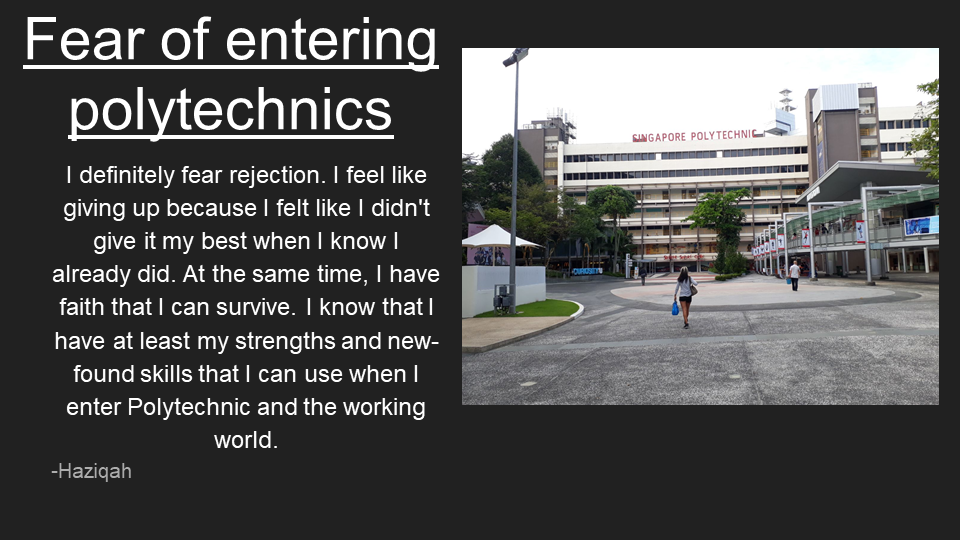 Fear of entering
polytechnics
I definitely fear rejection. I feel like
giving up because I felt like I didn't
give it my best when I know I
already did. At the same time, I have
faith that I can survive. I know that I
have at least my strengths and new-
found skills that I can use when I
enter Polytechnic and the working
world.
-Haziqah
SINGAPORE POLYTECHNIC